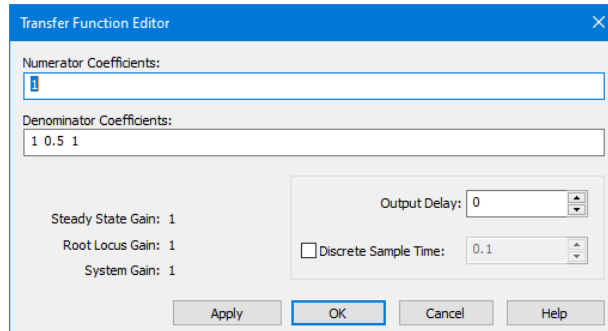 Transfer Function Editor
Numerator Coefficients:
1
Denominator Coefficients:
1 0.5 1
Output Delay: 0
Steady State Gain: 1
Root Locus Gain: 1
Discrete Sample Time: 0.1
System Gain: 1
Apply OK Cancel Help